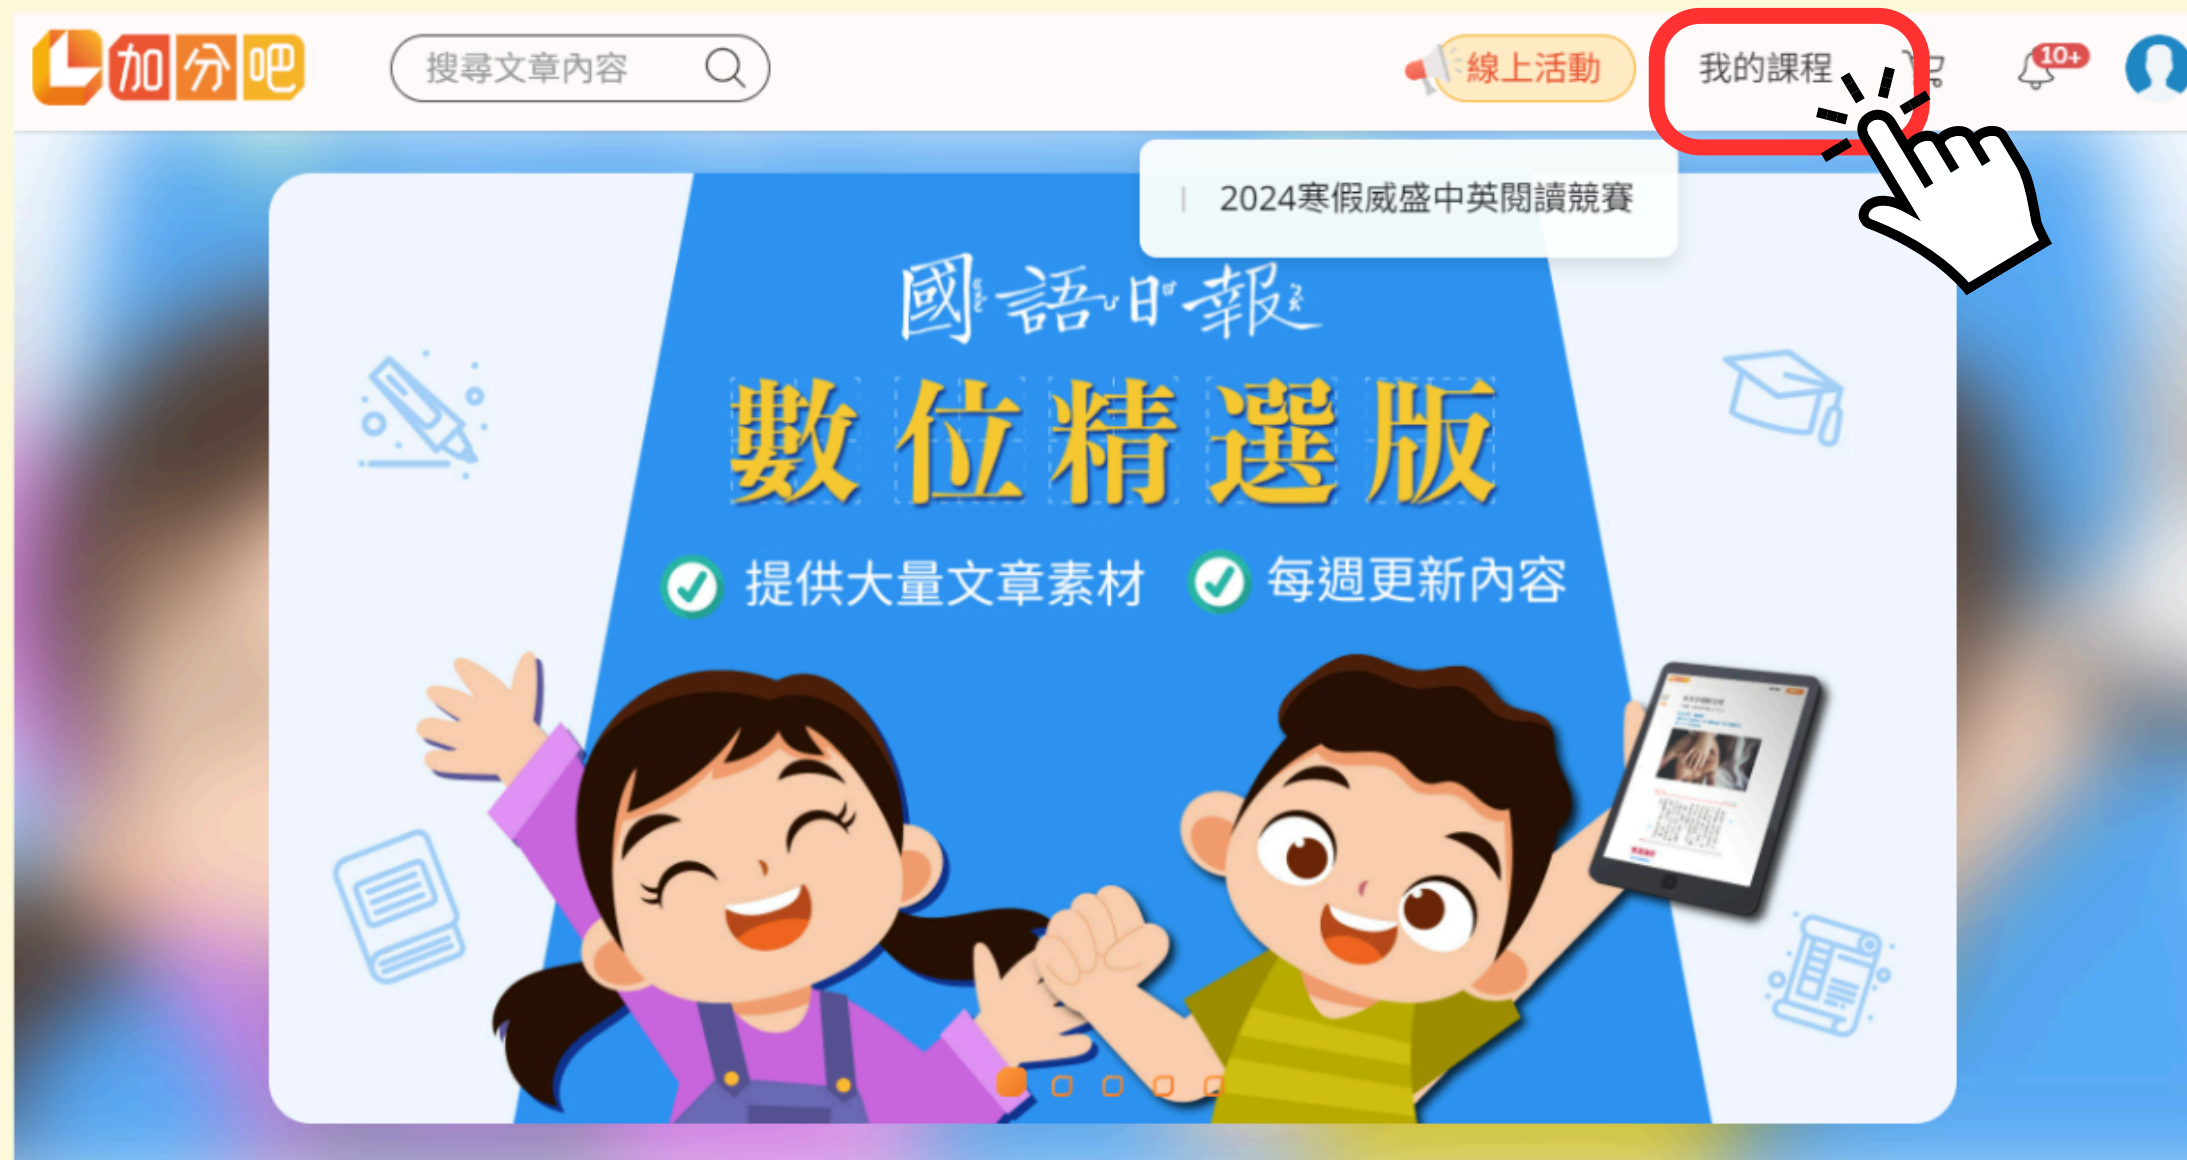 加分吧
搜尋文章內容
線上活動
我的課程
10+
2024寒假威盛中英閱讀競賽
國語日報
數位精選版
提供大量文章素材
每週更新內容